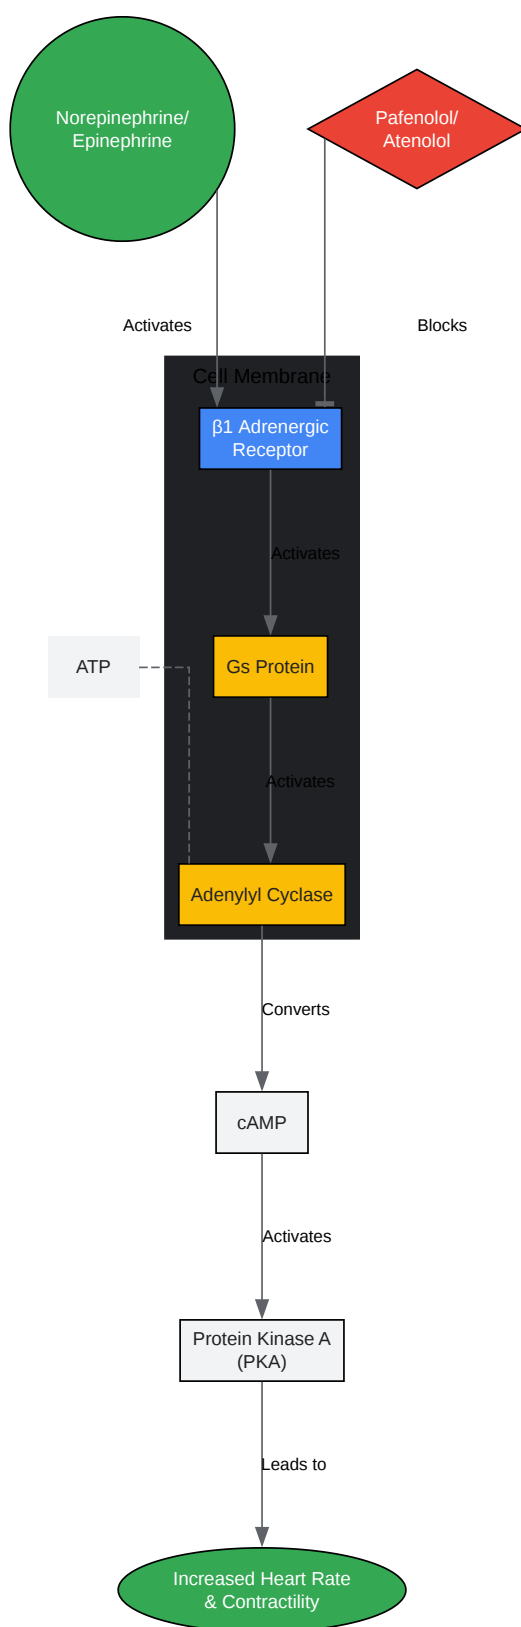 Norepinephrine/
Epinephrine
Pafenolol/
Atenolol
Activates
Blocks
Cell Membrane
β1 Adrenergic
Receptor
Activates
ATP
Gs Protein
Activates
Adenylyl Cyclase
Converts
cAMP
Activates
Protein Kinase A
(PKA)
Leads to
Increased Heart Rate
& Contractility